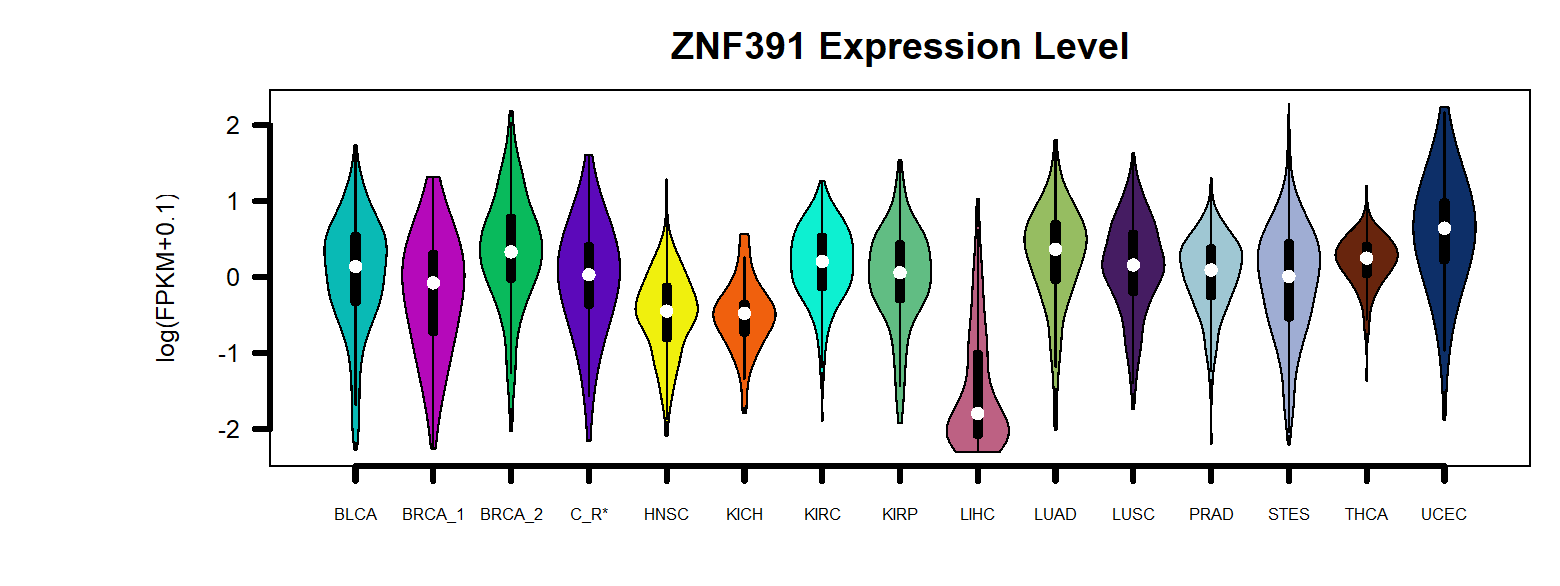 ZNF391 Expression Level
log(FPKM+0.1)
2
1
0
-1
-2
BLCA BRCA_1 BRCA_2 C_R* HNSC KICH KIRC KIRP LIHC LUAD LUSC PRAD STES THCA UCEC